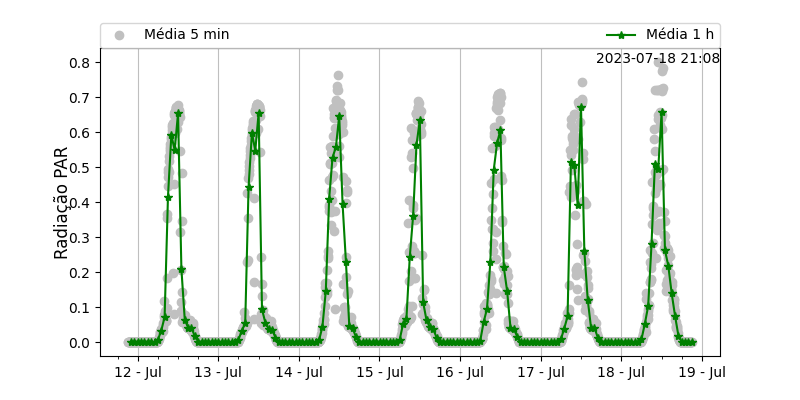 Média 5 min
Média 1 h
2023-07-18 21:08
Radiação PAR
0.8
0.7
0.6
0.5
0.4
0.3
0.2
0.1
0.0
12 - Jul
13 - Jul
14 - Jul
15 - Jul
16 - Jul
17 - Jul
18 - Jul
19 - Jul